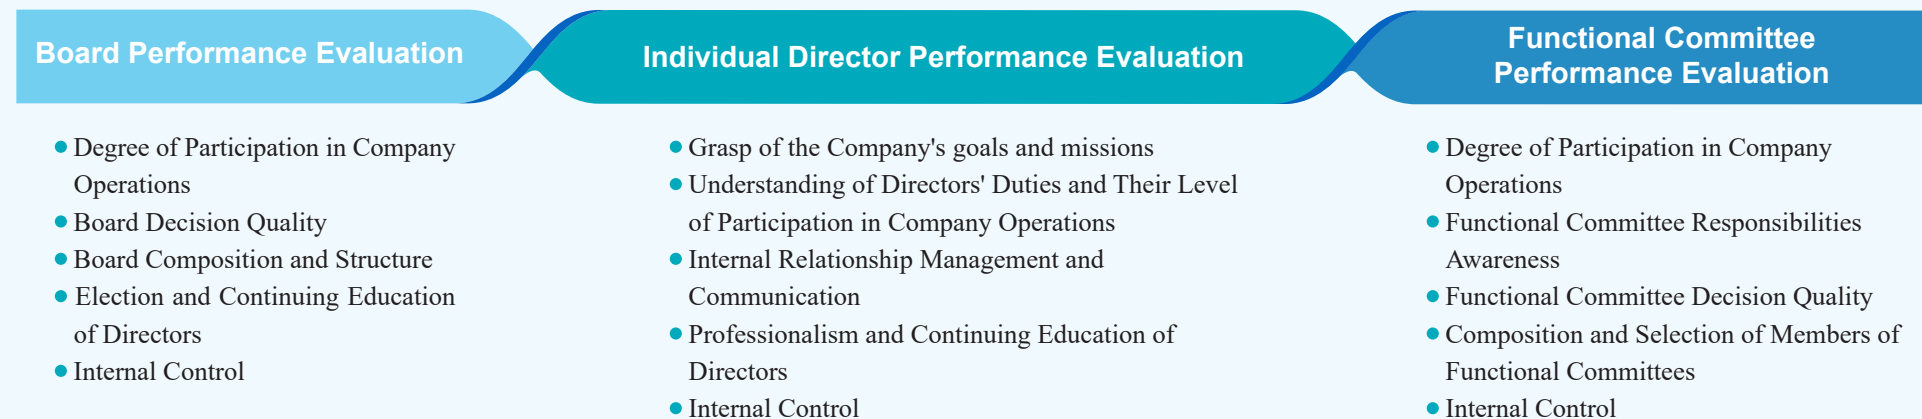 Board Performance Evaluation
Degree of Participation in Company
Operations
Board Decision Quality
Board Composition and Structure
Election and Continuing Education
of Directors
Internal Control
Individual Director Performance Evaluation
Grasp of the Company's goals and missions
Understanding of Directors' Duties and Their Level
of Participation in Company Operations
Internal Relationship Management and
Communication
Professionalism and Continuing Education of
Directors
Internal Control
Functional Committee
Performance Evaluation
Degree of Participation in Company
Operations
Functional Committee Responsibilities
Awareness
Functional Committee Decision Quality
Composition and Selection of Members of
Functional Committees
Internal Control